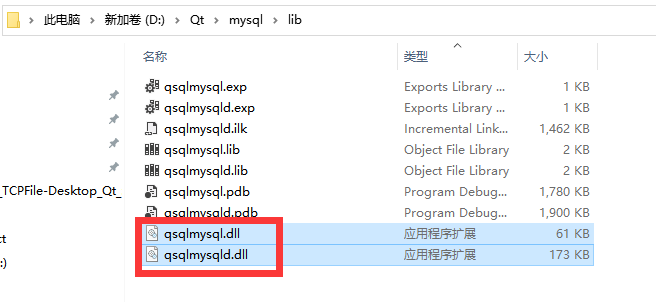 此电脑 > 新加卷 (D:) > Qt > mysql > lib
名称 类型 大小
qsqlmysql.exp Exports Library ... 1 KB
qsqlmysqld.exp Exports Library ... 1 KB
qsqlmysqld.ilk Incremental Link... 1,462 KB
qsqlmysql.lib Object File Library 2 KB
qsqlmysqld.lib Object File Library 2 KB
_TCPFile-Desktop_Qt_
qsqlmysql.pdb Program Debug... 1,780 KB
qsqlmysqld.pdb Program Debug... 1,900 KB
qsqlmysql.dll 应用程序扩展 61 KB
ct
qsqlmysqld.dll 应用程序扩展 173 KB
:)